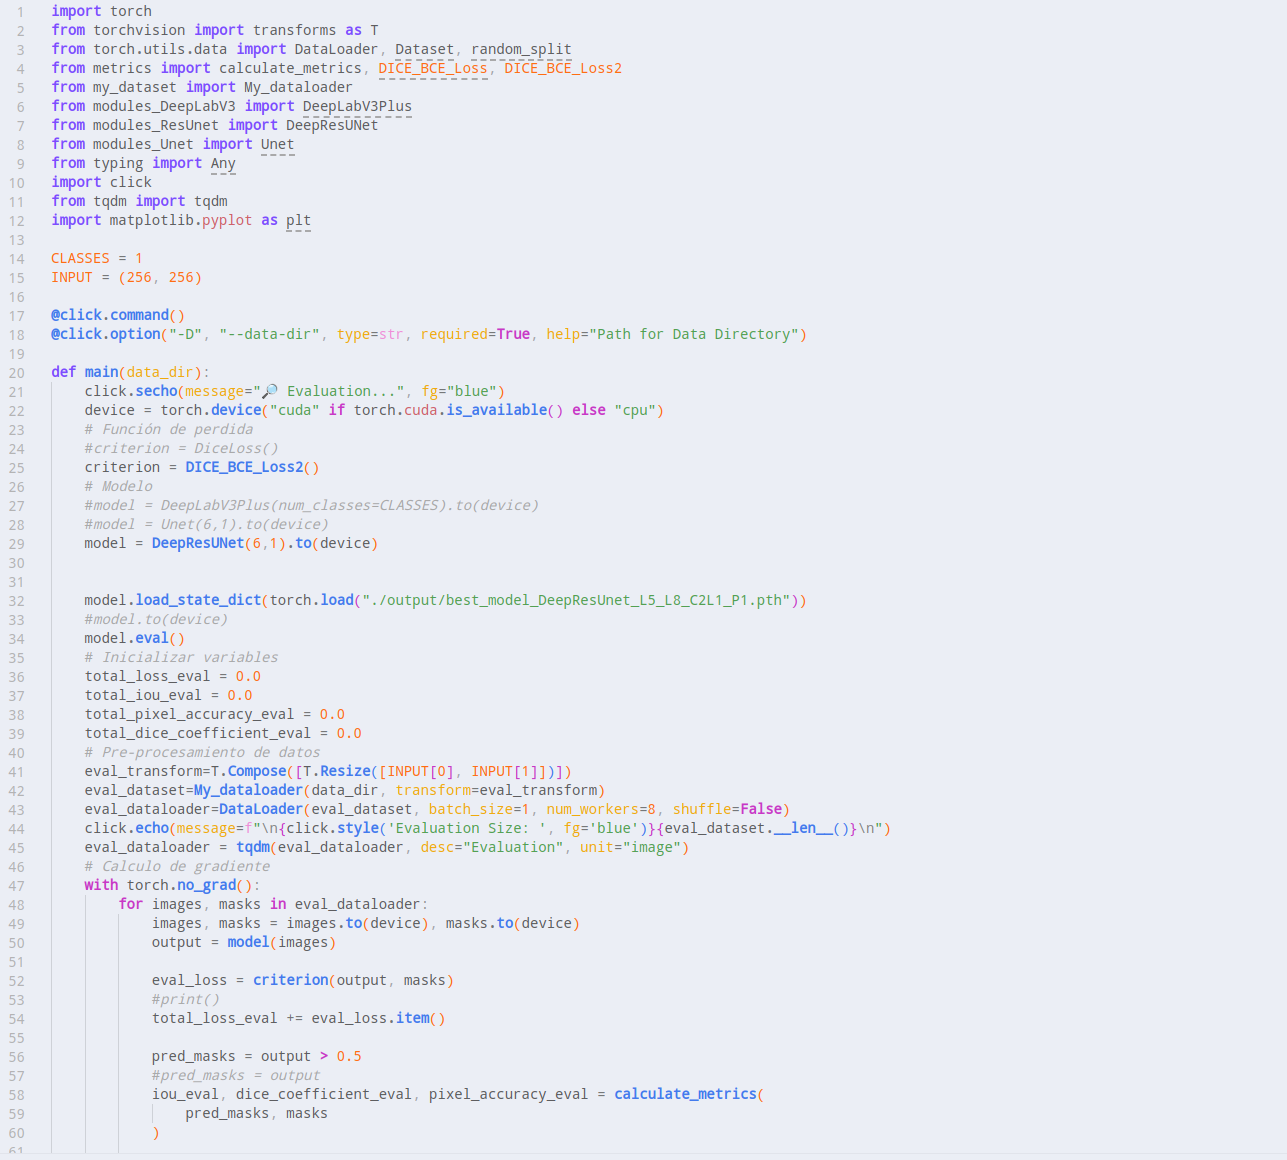 1 import torch
2 from torchvision import transforms as T
3 from torch.utils.data import DataLoader, Dataset, random_split
4 from metrics import calculate_metrics, DICE_BCE_Loss, DICE_BCE_Loss2
5 from my_dataset import My_dataloader
6 from modules_DeepLabV3 import DeepLabV3Plus
7 from modules_ResUnet import DeepResUNet
8 from modules_Unet import Unet
9 from typing import Any
10 import click
11 from tqdm import tqdm
12 import matplotlib.pyplot as plt
13
14 CLASSES = 1
15 INPUT = (256, 256)
16
17 @click.command()
18 @click.option("-D", "--data-dir", type=str, required=True, help="Path for Data Directory")
19
20 def main(data_dir):
21     click.secho(message="🔎 Evaluation...", fg="blue")
22     device = torch.device("cuda" if torch.cuda.is_available() else "cpu")
23     # Función de perdida
24     #criterion = DiceLoss()
25     criterion = DICE_BCE_Loss2()
26     # Modelo
27     #model = DeepLabV3Plus(num_classes=CLASSES).to(device)
28     #model = Unet(6,1).to(device)
29     model = DeepResUNet(6,1).to(device)
30
31
32     model.load_state_dict(torch.load("./output/best_model_DeepResUnet_L5_L8_C2L1_P1.pth"))
33     #model.to(device)
34     model.eval()
35     # Inicializar variables
36     total_loss_eval = 0.0
37     total_iou_eval = 0.0
38     total_pixel_accuracy_eval = 0.0
39     total_dice_coefficient_eval = 0.0
40     # Pre-procesamiento de datos
41     eval_transform=T.Compose([T.Resize([INPUT[0], INPUT[1]])])
42     eval_dataset=My_dataloader(data_dir, transform=eval_transform)
43     eval_dataloader=DataLoader(eval_dataset, batch_size=1, num_workers=8, shuffle=False)
44     click.echo(message=f"\n{click.style('Evaluation Size: ', fg='blue')}{eval_dataset.__len__()}\n")
45     eval_dataloader = tqdm(eval_dataloader, desc="Evaluation", unit="image")
46     # Calculo de gradiente
47     with torch.no_grad():
48         for images, masks in eval_dataloader:
49             images, masks = images.to(device), masks.to(device)
50             output = model(images)
51
52             eval_loss = criterion(output, masks)
53             #print()
54             total_loss_eval += eval_loss.item()
55
56             pred_masks = output > 0.5
57             #pred_masks = output
58             iou_eval, dice_coefficient_eval, pixel_accuracy_eval = calculate_metrics(
59                 pred_masks, masks
60             )
61